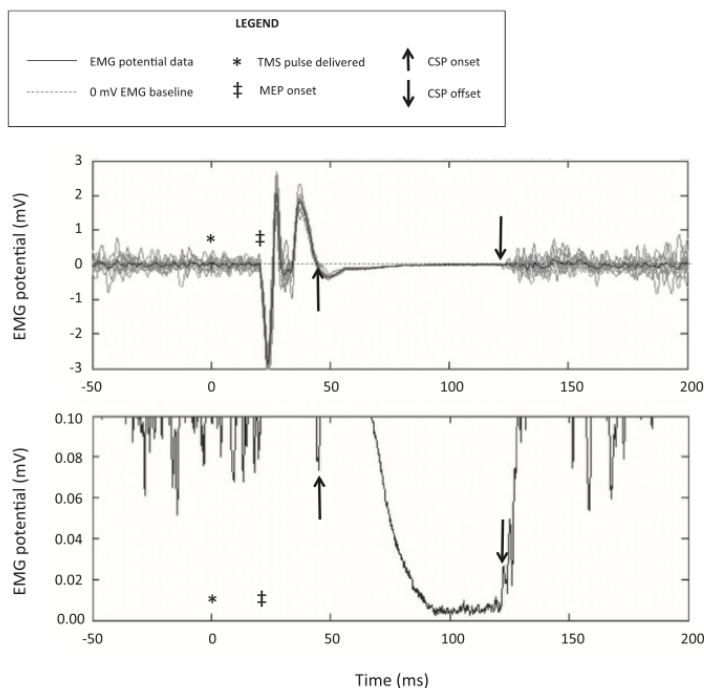 LEGEND
EMG potential data * TMS pulse delivered ↑ CSP onset
0 mV EMG baseline ‡ MEP onset ↓ CSP offset
3
2
1
0
-1
-2
-3
EMG potential (mV)
* ‡
-50 0 50 100 150 200
0.10
0.08
0.06
0.04
0.02
0.00
EMG potential (mV)
* ‡
-50 0 50 100 150 200
Time (ms)